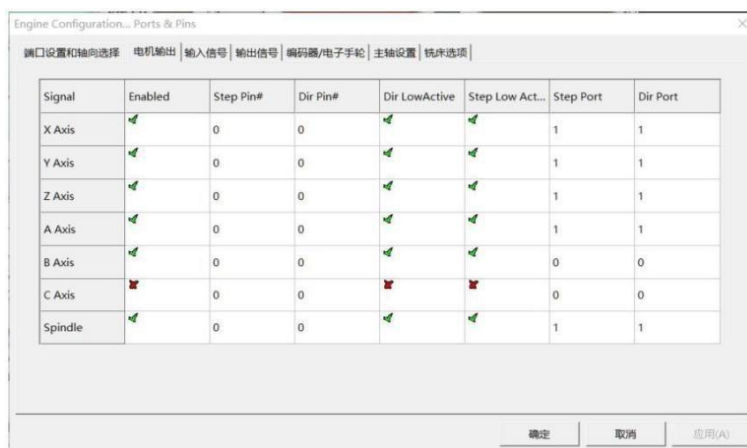 Engine Configuration... Ports & Pins
端口设置和轴向选择 电机输出 输入信号 输出信号 编码器/电子手轮 主轴设置 铣床选项
Signal Enabled Step Pin# Dir Pin# Dir LowActive Step Low Act... Step Port Dir Port
X Axis 0 0 1 1
Y Axis 0 0 1 1
Z Axis 0 0 1 1
A Axis 0 0 1 1
B Axis 0 0 0 0
C Axis 0 0 0 0
Spindle 0 0 1 1
确定 取消 应用(A)